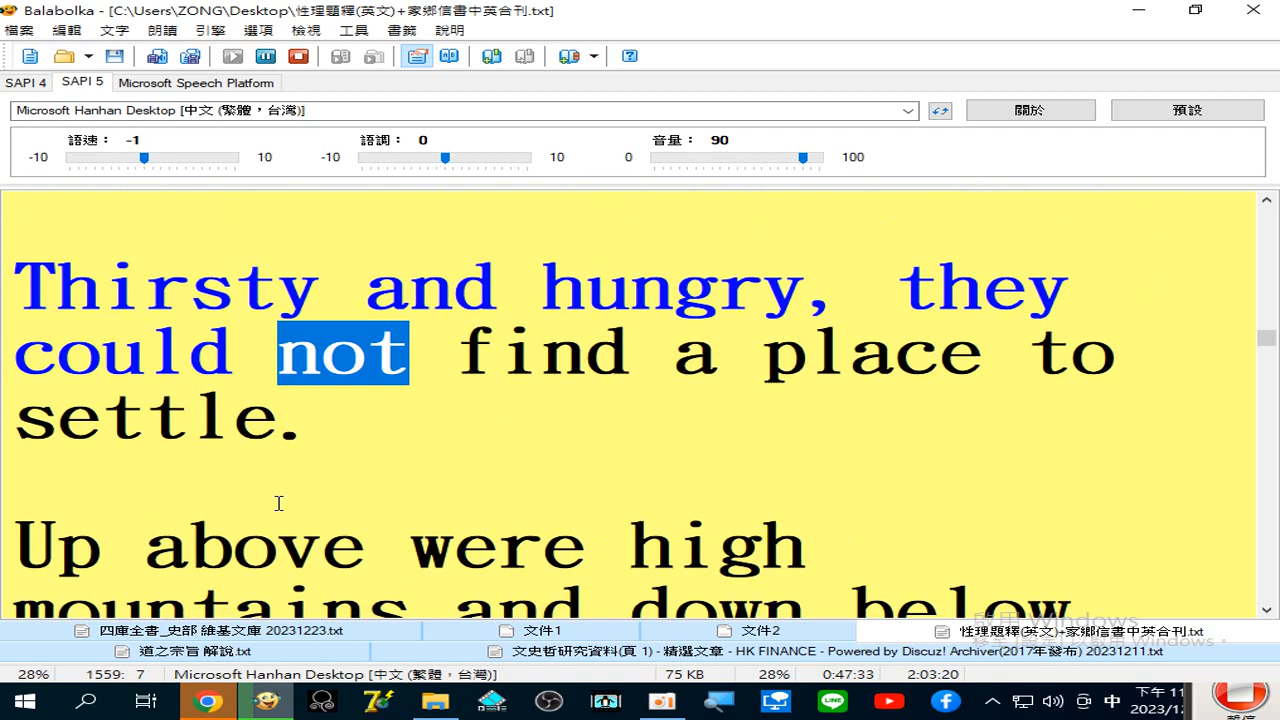 Balabolka - [C:\Users\ZONG\Desktop\性理題釋(英文)+家鄉信書中英合刊.txt]
檔案 編輯 文字 朗讀 引擎 選項 檢視 工具 書籤 說明
SAPI 4 SAPI 5 Microsoft Speech Platform
Microsoft Hanhan Desktop [中文 (繁體，台灣)] 關於 預設
語速： -1 語調： 0 音量： 90
-10 10 -10 10 0 100
Thirsty and hungry, they
could not find a place to
settle.
Up above were high
mountains and down below
啟用 Windows
四庫全書_史部 維基文庫 20231223.txt 文件1 文件2 性理題釋(英文)+家鄉信書中英合刊.txt
道之宗旨 解說.txt 文史哲研究資料(頁 1) - 精選文章 - HK FINANCE - Powered by Discuz! Archiver(2017年發布) 20231211.txt
28% 1559: 7 Microsoft Hanhan Desktop [中文 (繁體，台灣)] 75 KB 28% 0:47:33 2:03:20
中 下午 11
2023/12